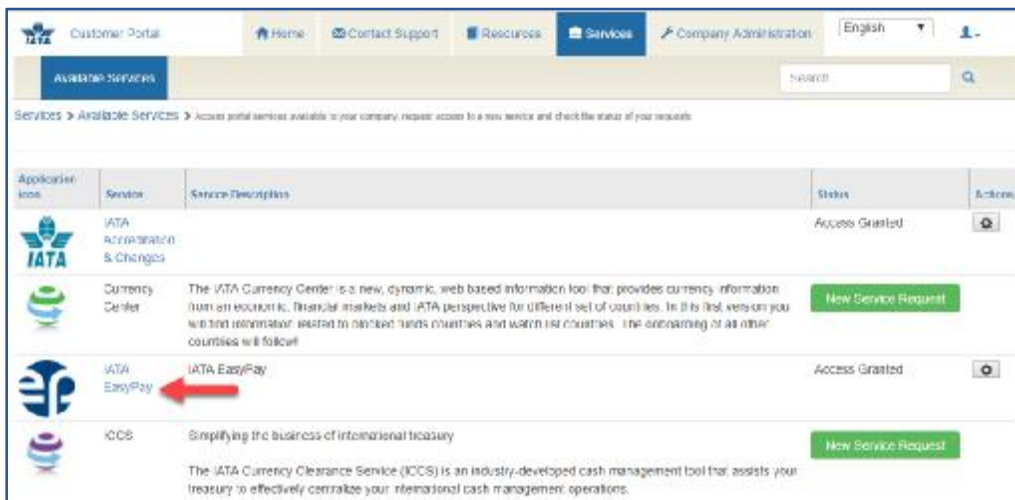 IATA Customer Portal Home Contact Support Resources Services Company Administration English
Available Services Search
Services > Available Services > Access portal services available to your company, request access to a new service and check the status of your requests
Application Icon Service Service Description Status Actions
IATA IATA Accreditation & Changes Access Granted
Currency Center The IATA Currency Center is a new, dynamic, web based information tool that provides currency information
from an economic, financial markets and IATA perspective for different set of countries. In this first version you
will find information related to blocked funds countries and watch list countries. The onboarding of all other
countries will follow!
New Service Request
IATA EasyPay IATA EasyPay Access Granted
ICCS Simplifying the business of international treasury
New Service Request
The IATA Currency Clearance Service (ICCS) is an industry-developed cash management tool that assists your
treasury to effectively centralize your international cash management operations.